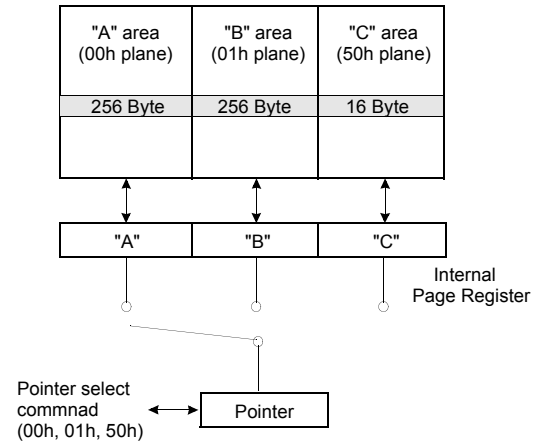 "A" area "B" area "C" area
(00h plane) (01h plane) (50h plane)
256 Byte 256 Byte 16 Byte
"A" "B" "C"
Internal
Page Register
Pointer select
commnad
(00h, 01h, 50h)
Pointer